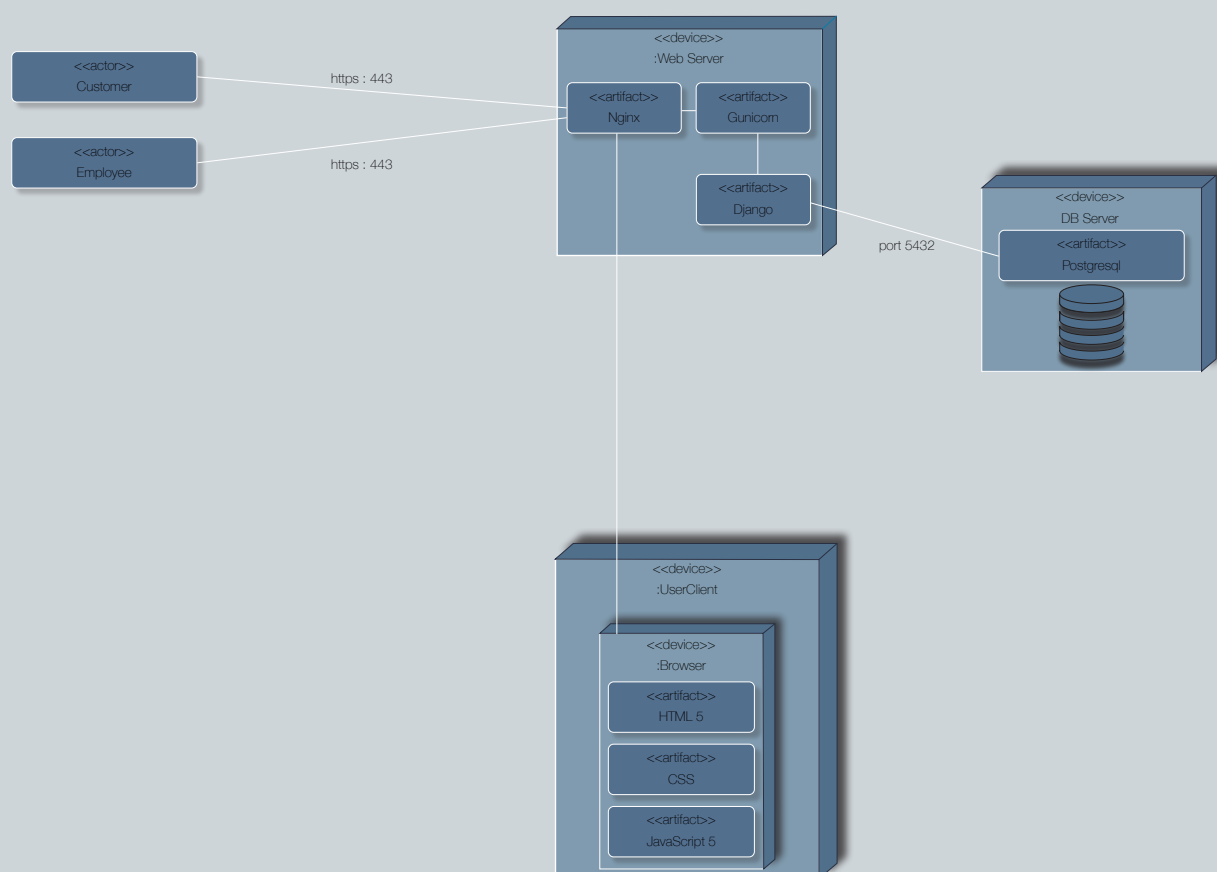 <<device>>
:Web Server
<<actor>>
Customer
https : 443
<<artifact>>
Nginx
<<artifact>>
Gunicorn
<<actor>>
Employee
https : 443
<<artifact>>
Django
port 5432
<<device>>
DB Server
<<artifact>>
Postgresql
<<device>>
:UserClient
<<device>>
:Browser
<<artifact>>
HTML 5
<<artifact>>
CSS
<<artifact>>
JavaScript 5